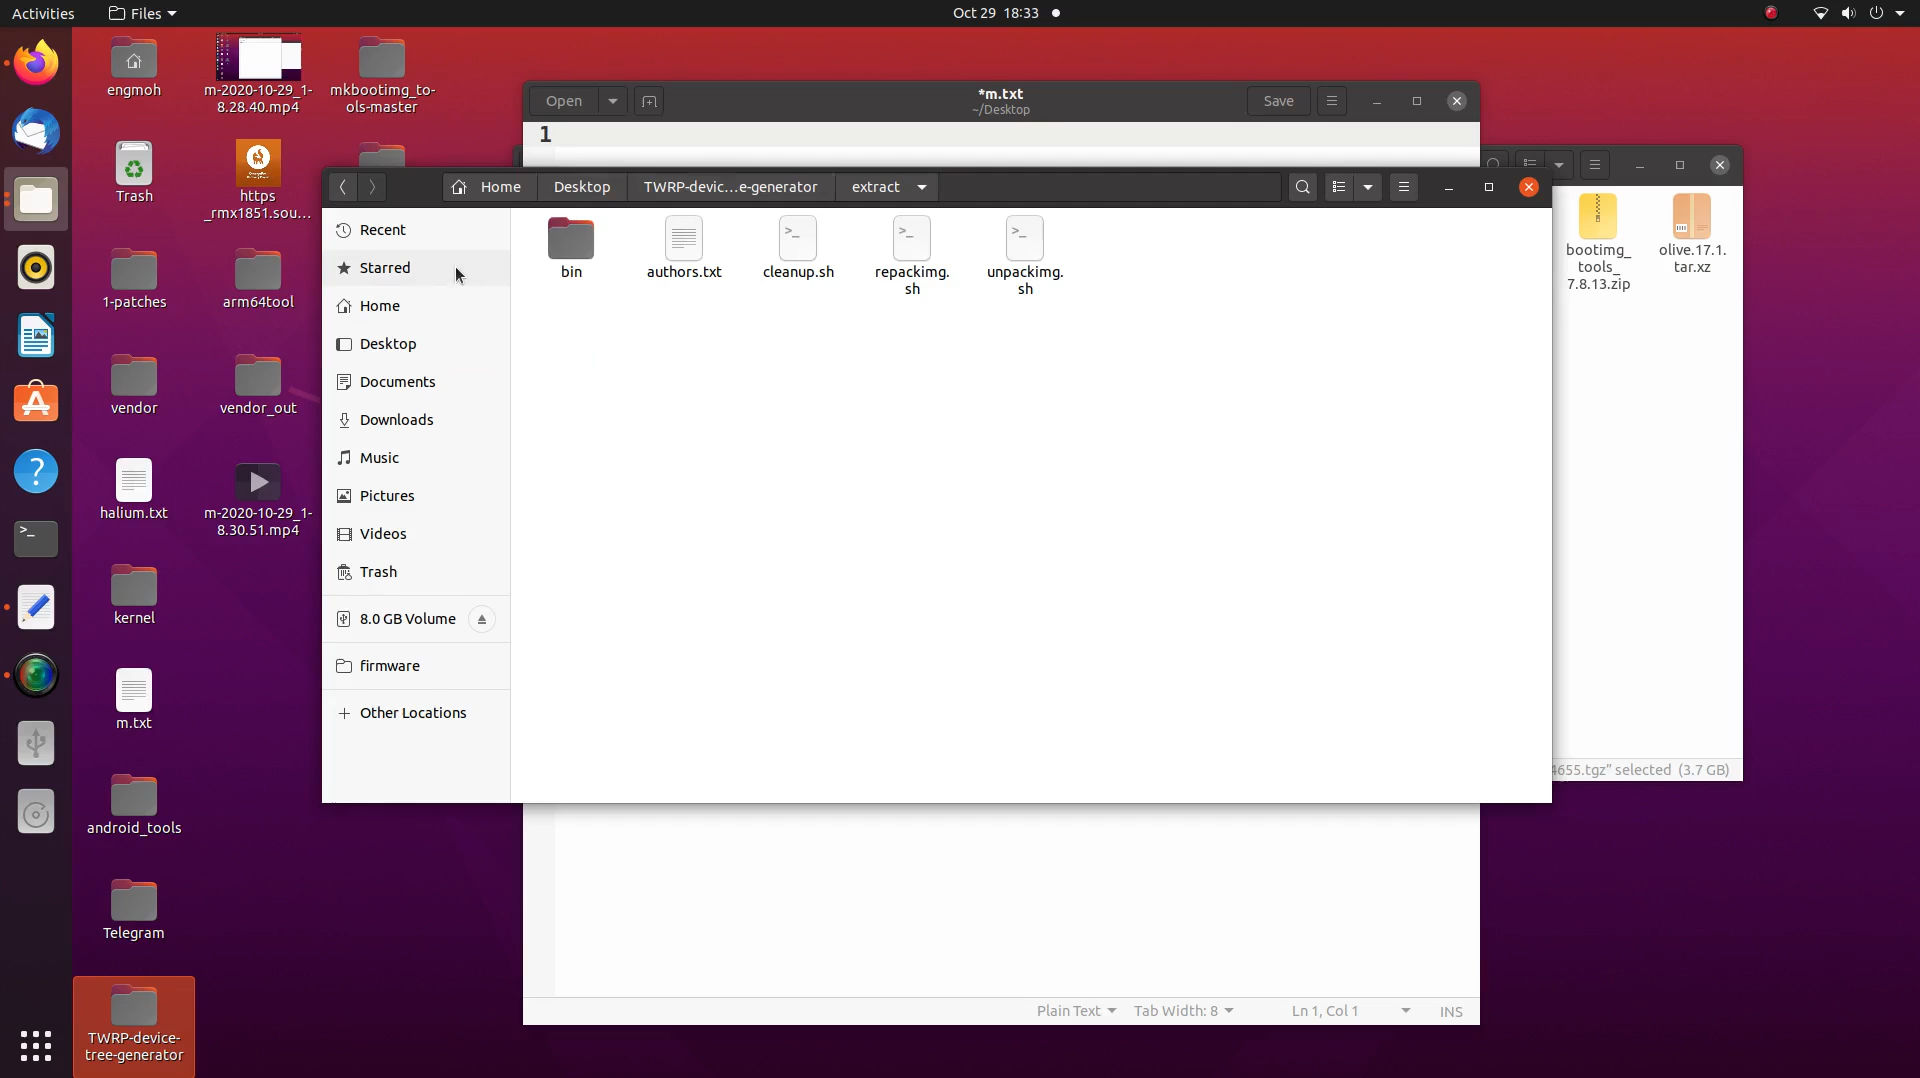 Activities
Files
Oct 29 18:33
engmoh
m-2020-10-29_1-
8.28.40.mp4
mkbootimg_to-
ols-master
Trash
https
_rmx1851.sou...
1-patches
arm64tool
vendor
vendor_out
halium.txt
m-2020-10-29_1-
8.30.51.mp4
kernel
m.txt
android_tools
Telegram
TWRP-device-
tree-generator
Open
*m.txt
~/Desktop
Save
1
Home
Desktop
TWRP-devic...e-generator
extract
Recent
Starred
Home
Desktop
Documents
Downloads
Music
Pictures
Videos
Trash
8.0 GB Volume
firmware
Other Locations
bin
authors.txt
cleanup.sh
repackimg.
sh
unpackimg.
sh
bootimg_
tools_
7.8.13.zip
olive.17.1.
tar.xz
4655.tgz" selected (3.7 GB)
Plain Text
Tab Width: 8
Ln 1, Col 1
INS